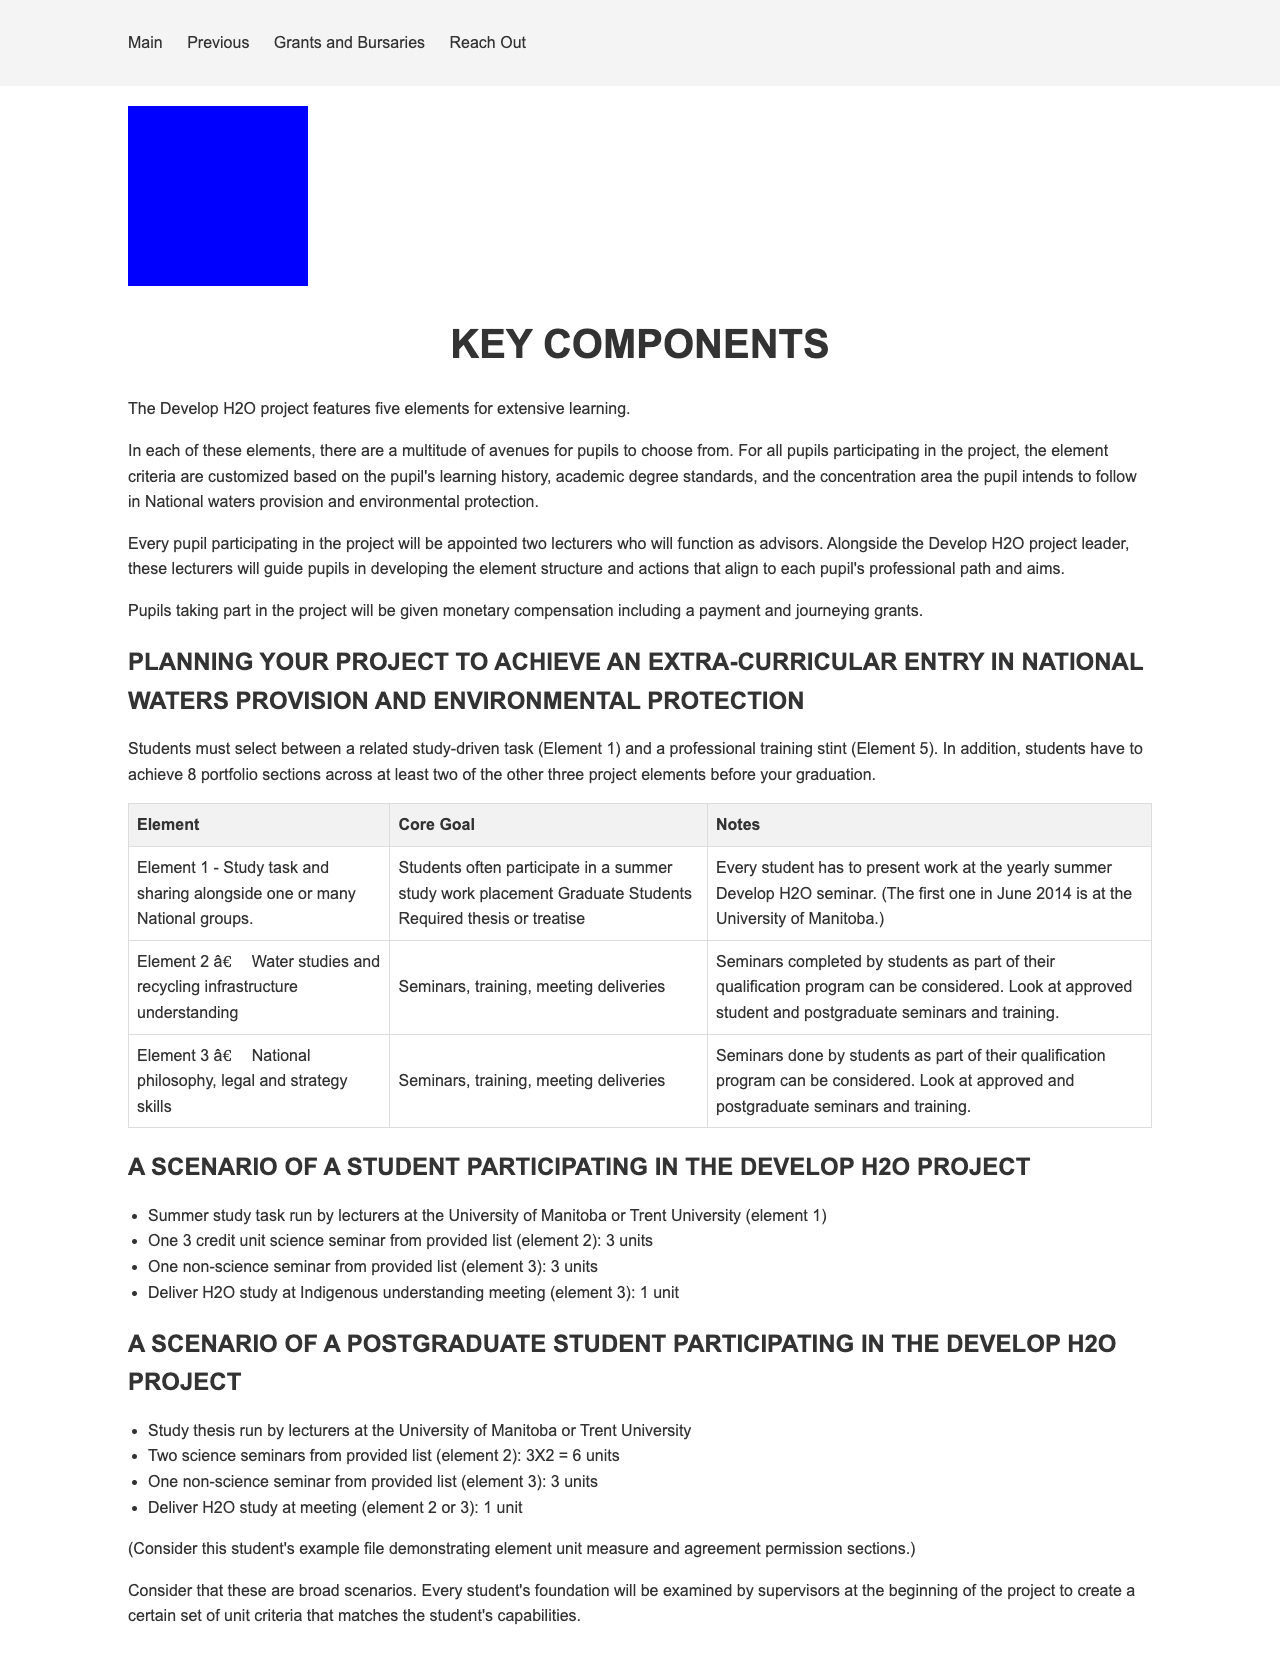 Main Previous Grants and Bursaries Reach Out
KEY COMPONENTS
The Develop H2O project features five elements for extensive learning.
In each of these elements, there are a multitude of avenues for pupils to choose from. For all pupils participating in the project, the element
criteria are customized based on the pupil's learning history, academic degree standards, and the concentration area the pupil intends to follow
in National waters provision and environmental protection.
Every pupil participating in the project will be appointed two lecturers who will function as advisors. Alongside the Develop H2O project leader,
these lecturers will guide pupils in developing the element structure and actions that align to each pupil's professional path and aims.
Pupils taking part in the project will be given monetary compensation including a payment and journeying grants.
PLANNING YOUR PROJECT TO ACHIEVE AN EXTRA-CURRICULAR ENTRY IN NATIONAL
WATERS PROVISION AND ENVIRONMENTAL PROTECTION
Students must select between a related study-driven task (Element 1) and a professional training stint (Element 5). In addition, students have to
achieve 8 portfolio sections across at least two of the other three project elements before your graduation.
Element Core Goal Notes
Element 1 - Study task and
sharing alongside one or many
National groups.
Students often participate in a summer
study work placement Graduate Students
Required thesis or treatise
Every student has to present work at the yearly summer
Develop H2O seminar. (The first one in June 2014 is at the
University of Manitoba.)
Element 2 â€ Water studies and
recycling infrastructure
understanding
Seminars, training, meeting deliveries
Seminars completed by students as part of their
qualification program can be considered. Look at approved
student and postgraduate seminars and training.
Element 3 â€ National
philosophy, legal and strategy
skills
Seminars, training, meeting deliveries
Seminars done by students as part of their qualification
program can be considered. Look at approved and
postgraduate seminars and training.
A SCENARIO OF A STUDENT PARTICIPATING IN THE DEVELOP H2O PROJECT
• Summer study task run by lecturers at the University of Manitoba or Trent University (element 1)
• One 3 credit unit science seminar from provided list (element 2): 3 units
• One non-science seminar from provided list (element 3): 3 units
• Deliver H2O study at Indigenous understanding meeting (element 3): 1 unit
A SCENARIO OF A POSTGRADUATE STUDENT PARTICIPATING IN THE DEVELOP H2O
PROJECT
• Study thesis run by lecturers at the University of Manitoba or Trent University
• Two science seminars from provided list (element 2): 3X2 = 6 units
• One non-science seminar from provided list (element 3): 3 units
• Deliver H2O study at meeting (element 2 or 3): 1 unit
(Consider this student's example file demonstrating element unit measure and agreement permission sections.)
Consider that these are broad scenarios. Every student's foundation will be examined by supervisors at the beginning of the project to create a
certain set of unit criteria that matches the student's capabilities.